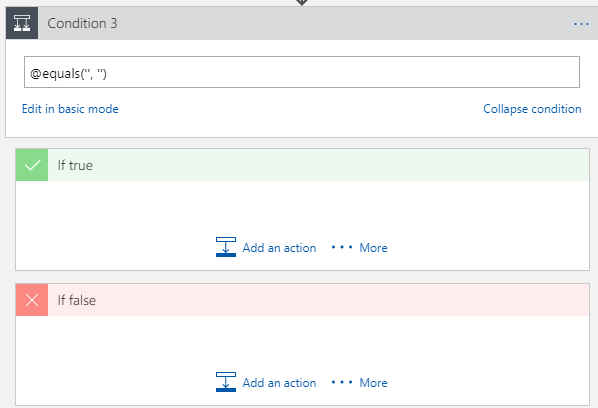 Condition 3
@equals('', '')
Edit in basic mode Collapse condition
If true
Add an action ••• More
If false
Add an action ••• More